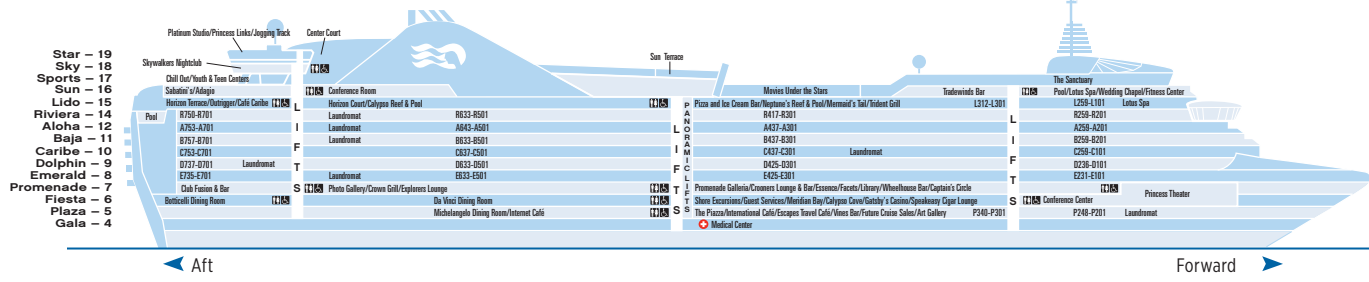 Platinum Studio/Princess Links/Jogging Track
Center Court
Skywalkers Nightclub
Sun Terrace
Star – 19
Sky – 18
Sports – 17
Chill Out/Youth & Teen Centers
The Sanctuary
Sun – 16
Sabatini's/Adagio
Conference Room
Movies Under the Stars
Tradewinds Bar
Pool/Lotus Spa/Wedding Chapel/Fitness Center
Lido – 15
Horizon Terrace/Outrigger/Café Caribe
Horizon Court/Calypso Reef & Pool
Pizza and Ice Cream Bar/Neptune's Reef & Pool/Mermaid's Tail/Trident Grill
L312-L301
L259-L101
Lotus Spa
Riviera – 14
Pool
R750-R701
Laundromat
R633-R501
R417-R301
R259-R201
Aloha – 12
A753-A701
Laundromat
A643-A501
A437-A301
A259-A201
Baja – 11
B757-B701
Laundromat
B633-B501
B437-B301
B259-B101
Caribe – 10
C753-C701
C637-C501
C437-C301
Laundromat
C259-C101
Dolphin – 9
D737-D701
Laundromat
D633-D501
D425-D301
D236-D101
Emerald – 8
E735-E701
Laundromat
E633-E501
E425-E301
E231-E101
Promenade – 7
Club Fusion & Bar
Photo Gallery/Crown Grill/Explorers Lounge
Promenade Galleria/Crooners Lounge & Bar/Essence/Facets/Library/Wheelhouse Bar/Captain's Circle
Princess Theater
Fiesta – 6
Botticelli Dining Room
Da Vinci Dining Room
Shore Excursions/Guest Services/Meridian Bay/Calypso Cove/Gatsby's Casino/Speakeasy Cigar Lounge
Conference Center
Plaza – 5
Michelangelo Dining Room/Internet Café
The Piazza/International Café/Escapes Travel Café/Vines Bar/Future Cruise Sales/Art Gallery
P340-P301
P248-P201
Laundromat
Gala – 4
Medical Center
LIFTS
LIFTS
PANORAMIC LIFTS
LIFTS
Aft
Forward